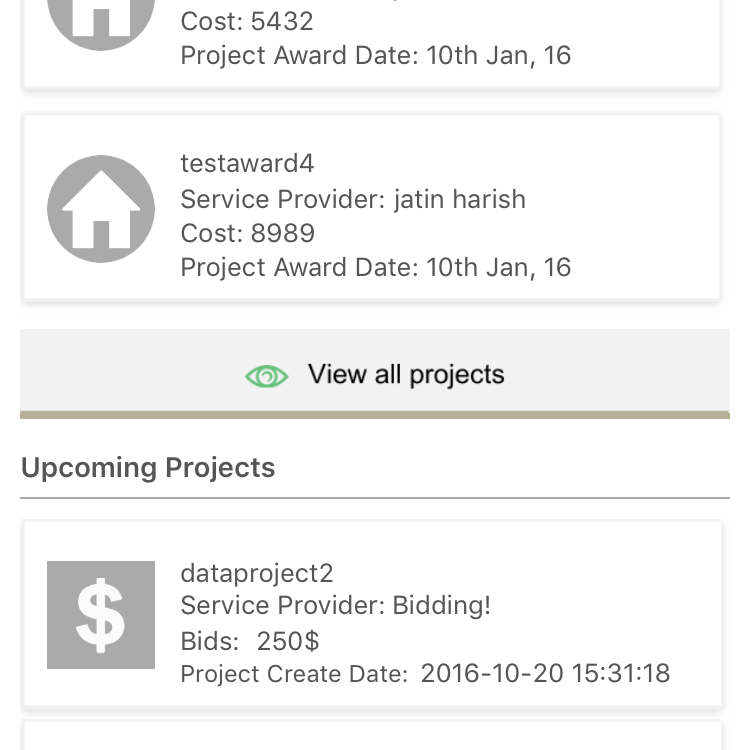 Cost: 5432
Project Award Date: 10th Jan, 16
testaward4
Service Provider: jatin harish
Cost: 8989
Project Award Date: 10th Jan, 16
View all projects
Upcoming Projects
$
dataproject2
Service Provider: Bidding!
Bids: 250$
Project Create Date: 2016-10-20 15:31:18